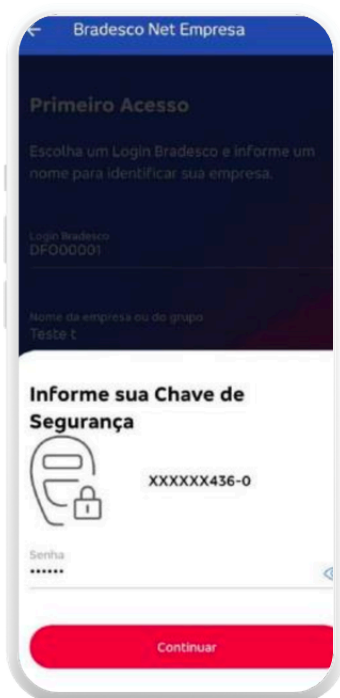 Bradesco Net Empresa
Primeiro Acesso
Escolha um Login Bradesco e informe um
nome para identificar sua empresa.
Login Bradesco
DFO00001
Nome da empresa ou do grupo
Teste t
Informe sua Chave de
Segurança
XXXXXX436-0
Senha
••••••
Continuar